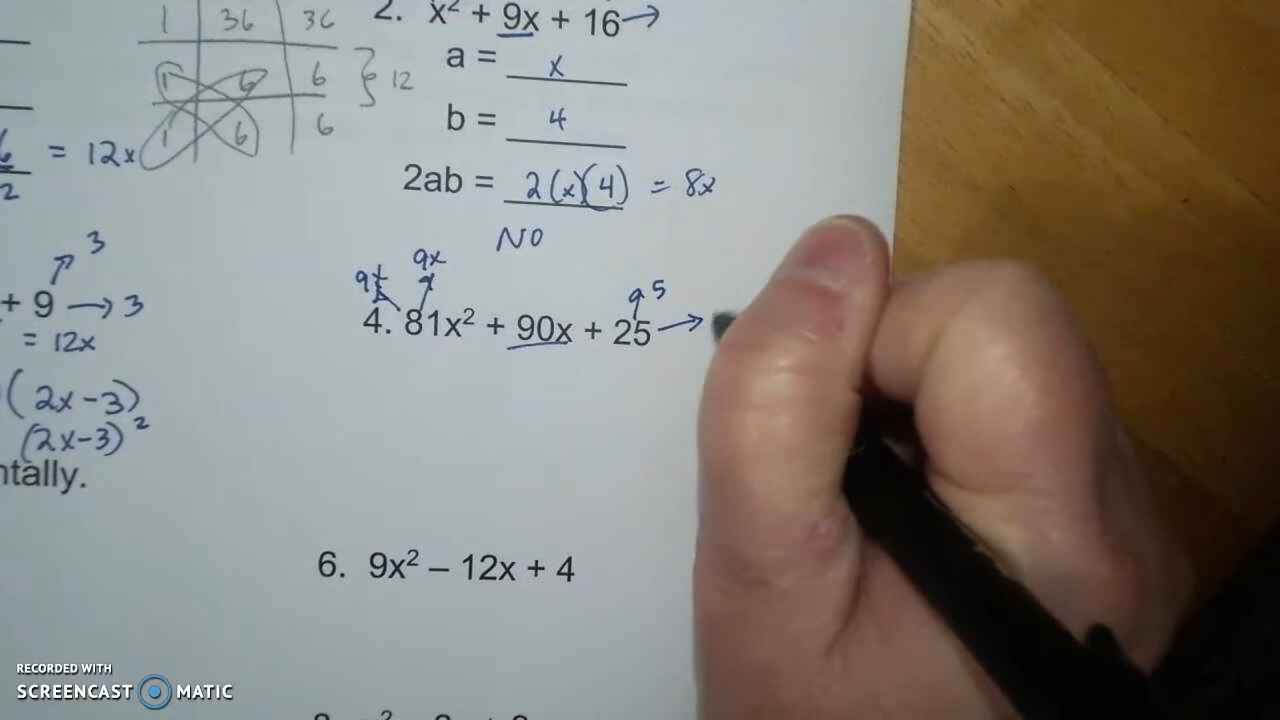 1 36 36
1 6 6 } 12
1 6 6
= 12x
2
2. x² + 9x + 16 →
a = x
b = 4
2ab = 2(x)(4) = 8x
NO
3
+ 9 → 3
= 12x
(2x-3)
(2x-3)²
ntally.
9x 9x 5
4. 81x² + 90x + 25 →
6. 9x² – 12x + 4
RECORDED WITH
SCREENCAST MATIC